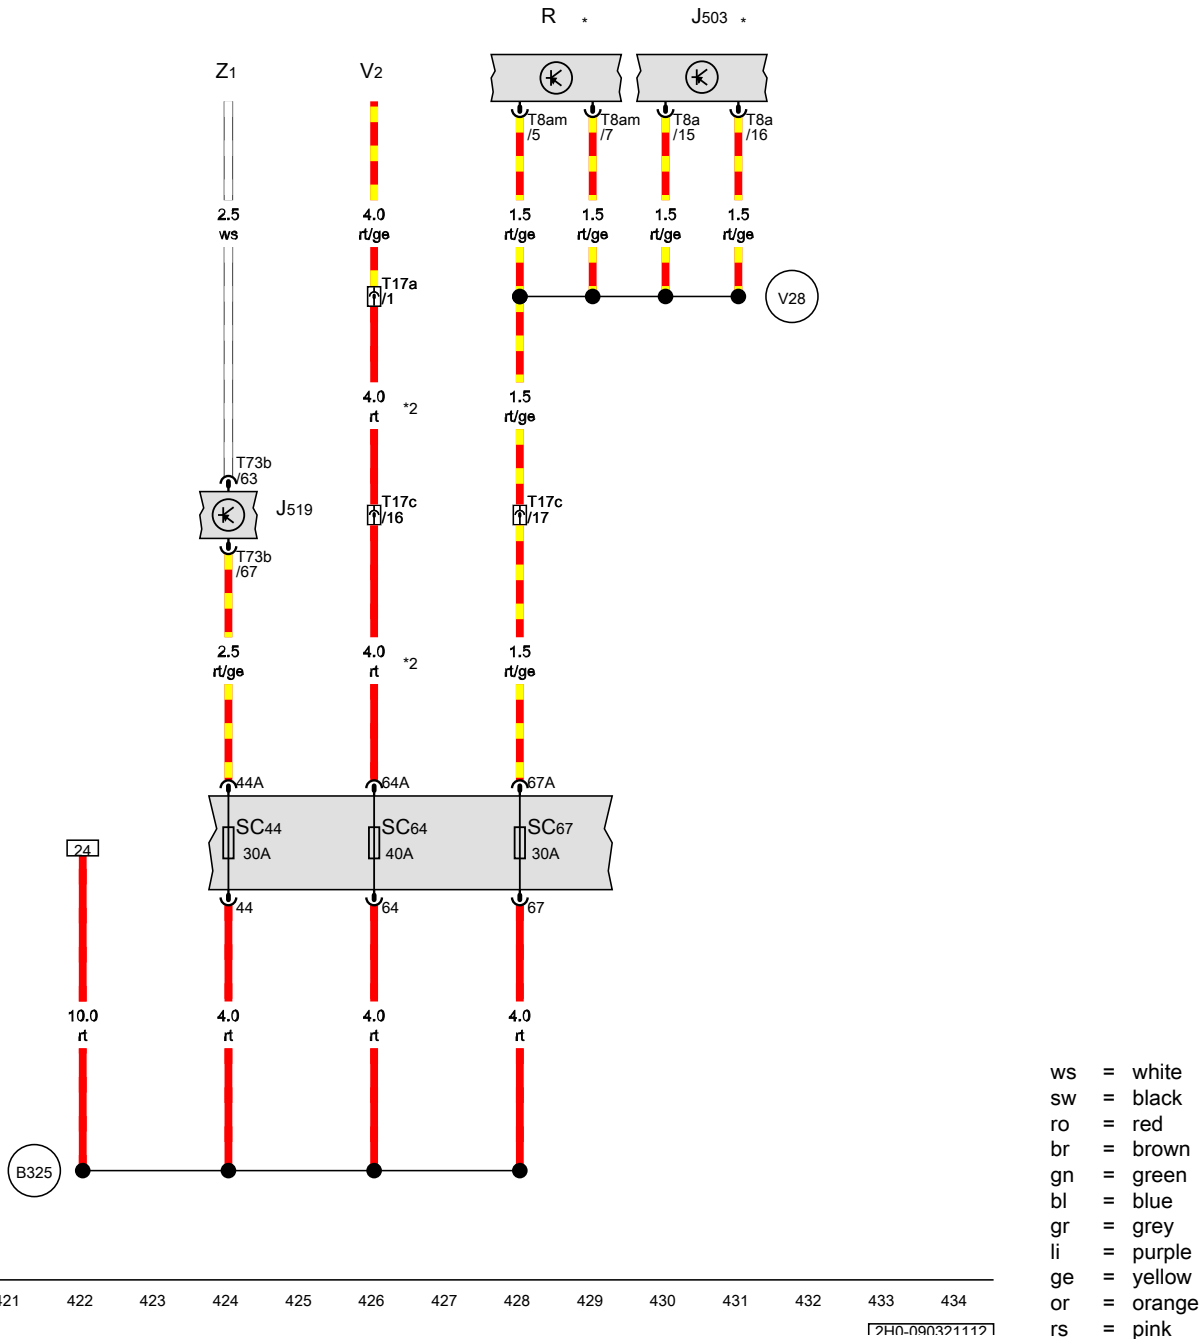 R * J503 *
Z1 V2
T8am /5 T8am /7 T8a /15 T8a /16
2.5 ws 4.0 rt/ge 1.5 rt/ge 1.5 rt/ge 1.5 rt/ge 1.5 rt/ge
T17a /1
V28
4.0 rt *2 1.5 rt/ge
T73b /63
J519
T17c /16 T17c /17
T73b /67
2.5 rt/ge 4.0 rt *2 1.5 rt/ge
44A 64A 67A
SC44 SC64 SC67
30A 40A 30A
24
44 64 67
10.0 rt 4.0 rt 4.0 rt 4.0 rt
B325
ws = white
sw = black
ro = red
br = brown
gn = green
bl = blue
gr = grey
li = purple
ge = yellow
or = orange
rs = pink
421 422 423 424 425 426 427 428 429 430 431 432 433 434
2H0-090321112